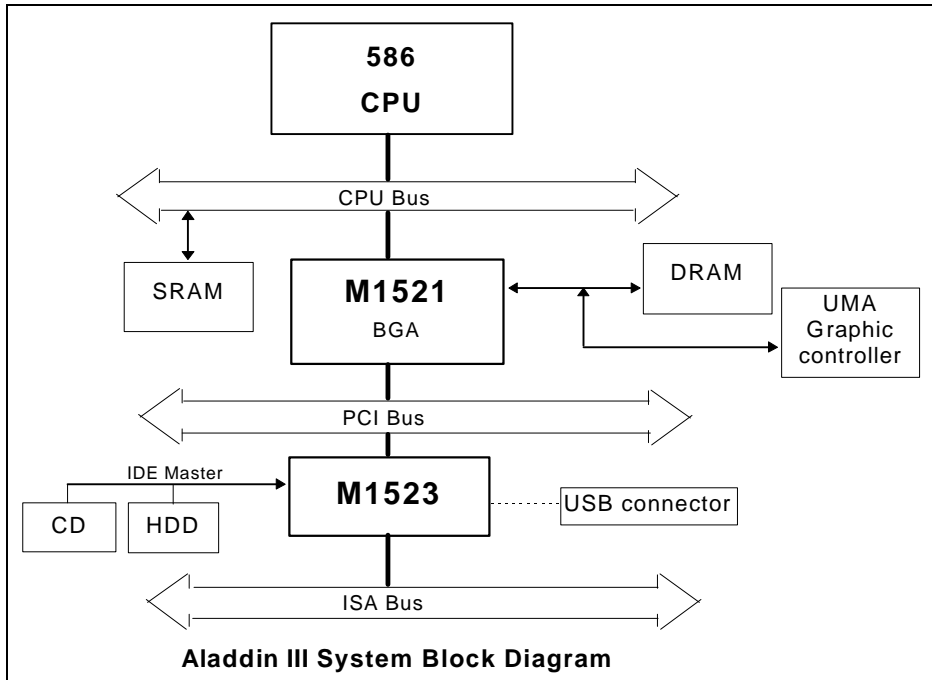 586
CPU
CPU Bus
SRAM
M1521
BGA
DRAM
UMA
Graphic
controller
PCI Bus
IDE Master
CD
HDD
M1523
USB connector
ISA Bus
Aladdin III System Block Diagram